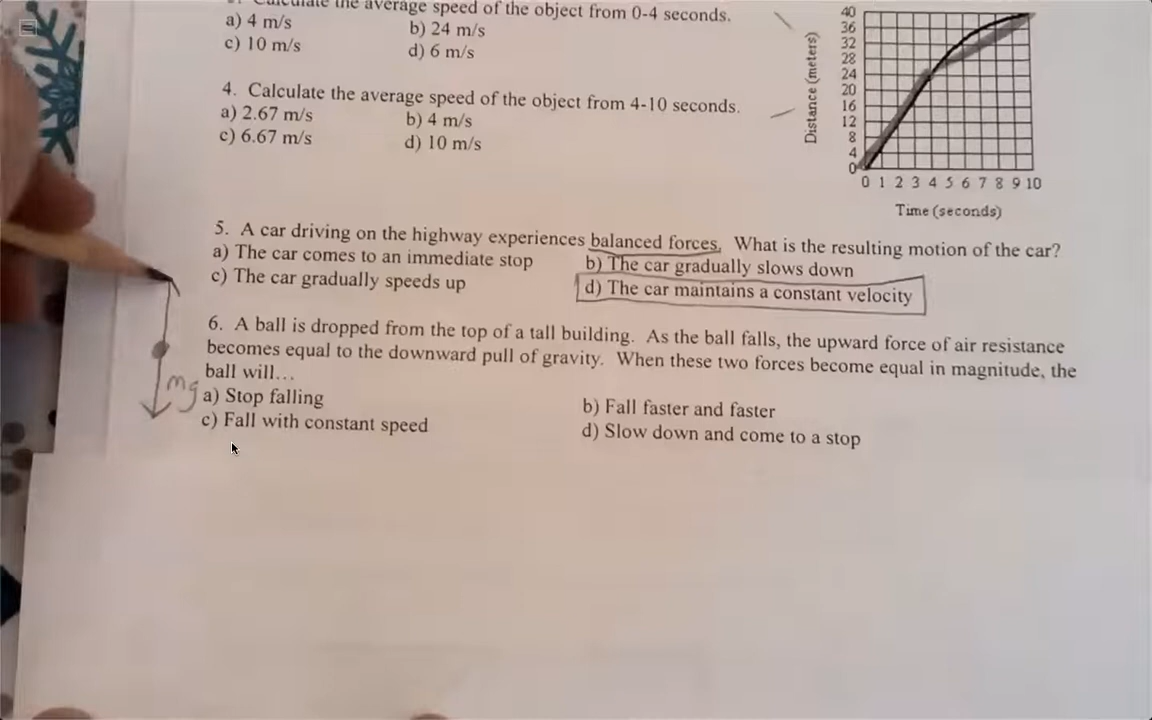 Calculate the average speed of the object from 0-4 seconds.
a) 4 m/s b) 24 m/s
c) 10 m/s d) 6 m/s
4. Calculate the average speed of the object from 4-10 seconds.
a) 2.67 m/s b) 4 m/s
c) 6.67 m/s d) 10 m/s
40
36
32
28
24
20
16
12
8
4
0
Distance (meters)
0 1 2 3 4 5 6 7 8 9 10
Time (seconds)
5. A car driving on the highway experiences balanced forces. What is the resulting motion of the car?
a) The car comes to an immediate stop b) The car gradually slows down
c) The car gradually speeds up d) The car maintains a constant velocity
6. A ball is dropped from the top of a tall building. As the ball falls, the upward force of air resistance
becomes equal to the downward pull of gravity. When these two forces become equal in magnitude, the
ball will...
mg
a) Stop falling b) Fall faster and faster
c) Fall with constant speed d) Slow down and come to a stop